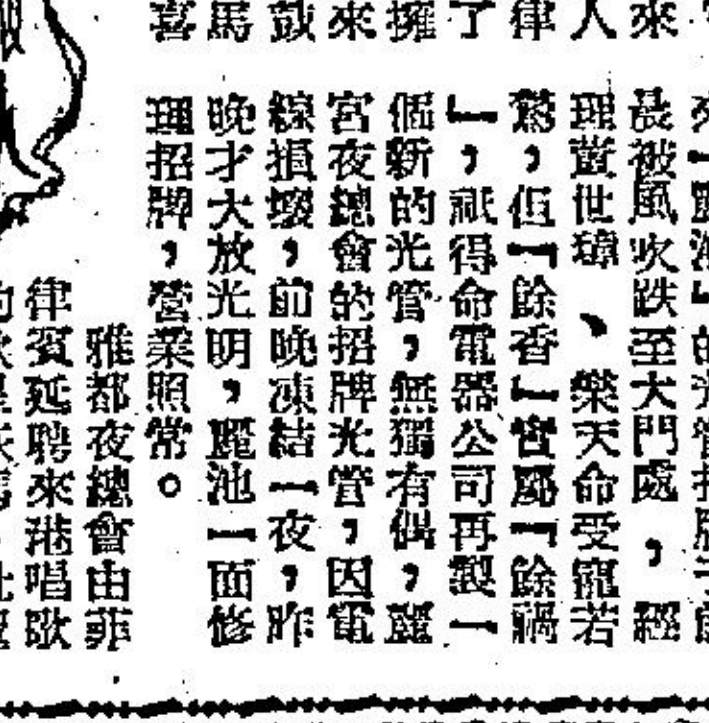 來
人
律
了
擁
來
鼓
馬
喜
晨被風吹跌至大門處，經
理董世瑋、樂天命受寵若
驚，但「餘香」實屬「餘禍
」，祇得命電器公司再製一
個新的光管，無獨有偶，麗
宮夜總會的招牌光管，因電
線損壞，前晚凍結一夜，昨
晚才大放光明，麗池一面修
理招牌，營業照常。
雅都夜總會由菲
律賓延聘來港唱歌